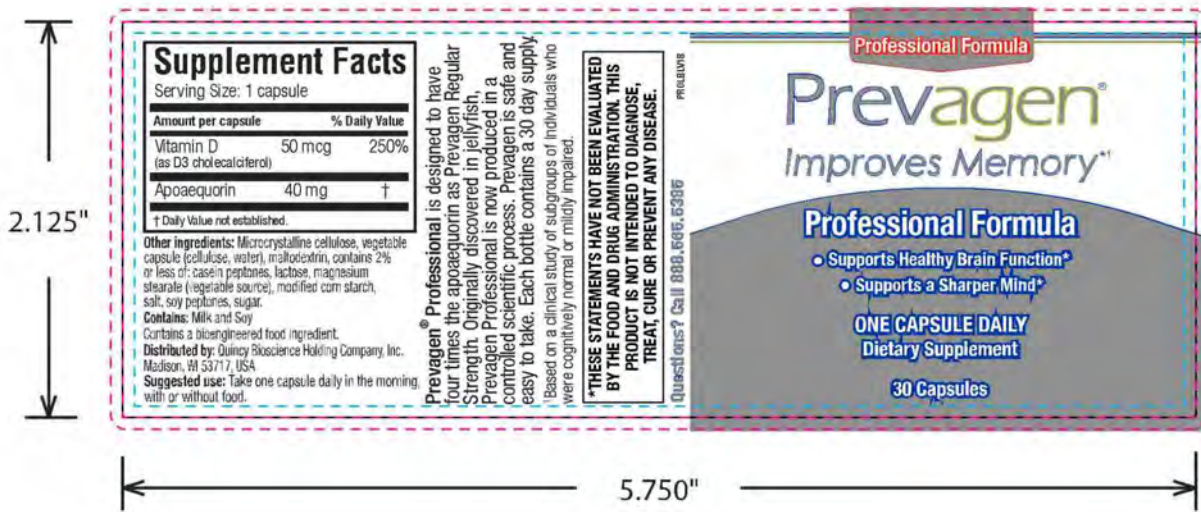 2.125"
Supplement Facts
Serving Size: 1 capsule
Amount per capsule % Daily Value
Vitamin D 50 mcg 250%
(as D3 cholecalciferol)
Apoaequorin 40 mg †
† Daily Value not established.
Other ingredients: Microcrystalline cellulose, vegetable
capsule (cellulose, water), maltodextrin, contains 2%
or less of: casein peptones, lactose, magnesium
stearate (vegetable source), modified corn starch,
salt, soy peptones, sugar.
Contains: Milk and Soy
Contains a bioengineered food ingredient.
Distributed by: Quincy Bioscience Holding Company, Inc.
Madison, WI 53717, USA
Suggested use: Take one capsule daily in the morning,
with or without food.
Prevagen® Professional is designed to have
four times the apoaequorin as Prevagen Regular
Strength. Originally discovered in jellyfish,
Prevagen Professional is now produced in a
controlled scientific process. Prevagen is safe and
easy to take. Each bottle contains a 30 day supply.
†Based on a clinical study of subgroups of individuals who
were cognitively normal or mildly impaired.
*THESE STATEMENTS HAVE NOT BEEN EVALUATED
BY THE FOOD AND DRUG ADMINISTRATION. THIS
PRODUCT IS NOT INTENDED TO DIAGNOSE,
TREAT, CURE OR PREVENT ANY DISEASE.
Questions? Call 888.565.5385
PROLBLV18
Professional Formula
Prevagen®
Improves Memory*†
Professional Formula
• Supports Healthy Brain Function*
• Supports a Sharper Mind*
ONE CAPSULE DAILY
Dietary Supplement
30 Capsules
5.750"